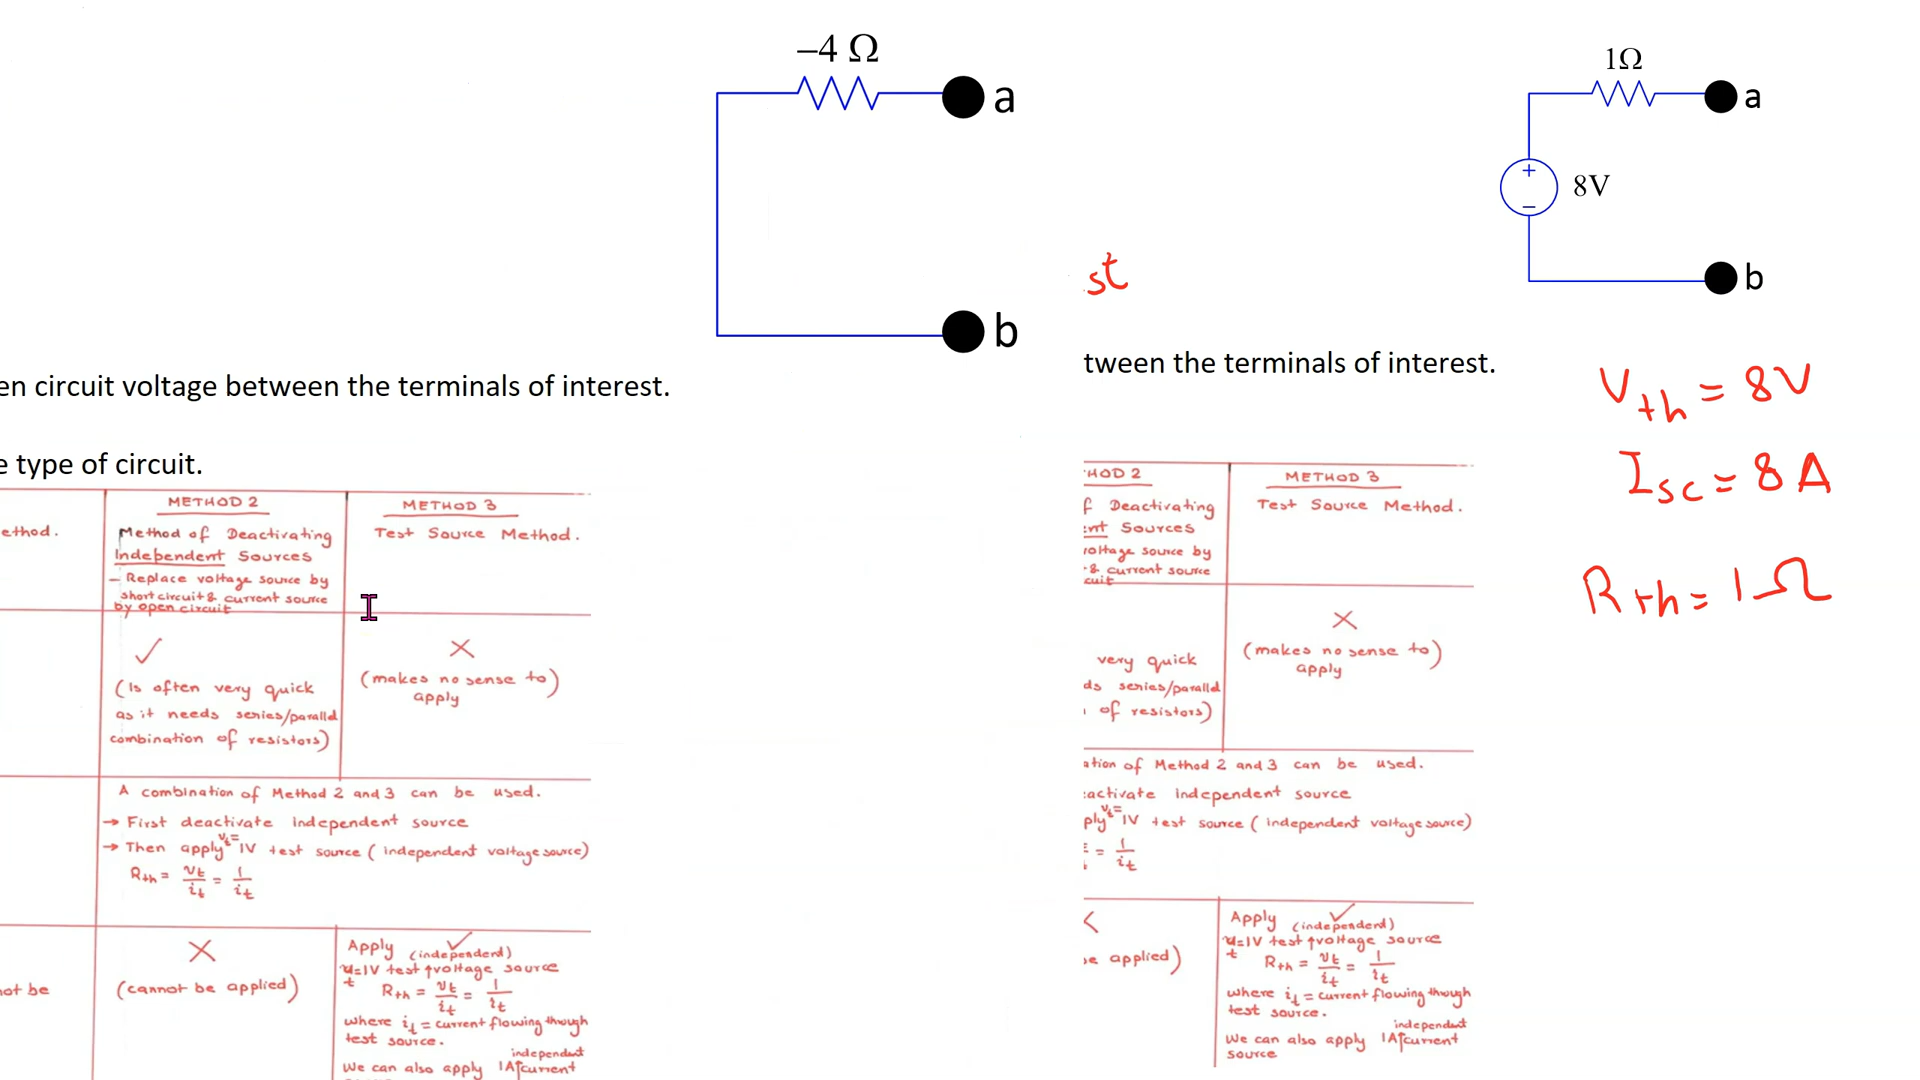 −4 Ω
a
b
en circuit voltage between the terminals of interest.
e type of circuit.
METHOD 2
METHOD 3
ethod.
Method of Deactivating
Independent Sources
– Replace voltage source by
short circuit & current source
by open circuit
Test Source Method.
✓
(Is often very quick
as it needs series/parallel
combination of resistors)
×
(makes no sense to)
apply
A combination of Method 2 and 3 can be used.
→ First deactivate independent source
→ Then apply vt= 1V test source (independent voltage source)
Rth = vt/it = 1/it
not be
×
(cannot be applied)
Apply (independend) ✓
vt=1V test voltage source
Rth = vt/it = 1/it
where it = current flowing through
test source.
We can also apply 1A independent current
1Ω
a
+
−
8V
b
st
tween the terminals of interest.
Vth = 8V
Isc = 8 A
Rth = 1 Ω
HOD 2
METHOD 3
f Deactivating
ent Sources
voltage source by
& current source
cuit
Test Source Method.
very quick
ds series/parallel
of resistors)
×
(makes no sense to)
apply
ation of Method 2 and 3 can be used.
activate independent source
ply vt= 1V test source (independent voltage source)
= 1/it
be applied)
Apply (independend) ✓
vt=1V test voltage source
Rth = vt/it = 1/it
where it = current flowing through
test source.
We can also apply 1A independent current
source